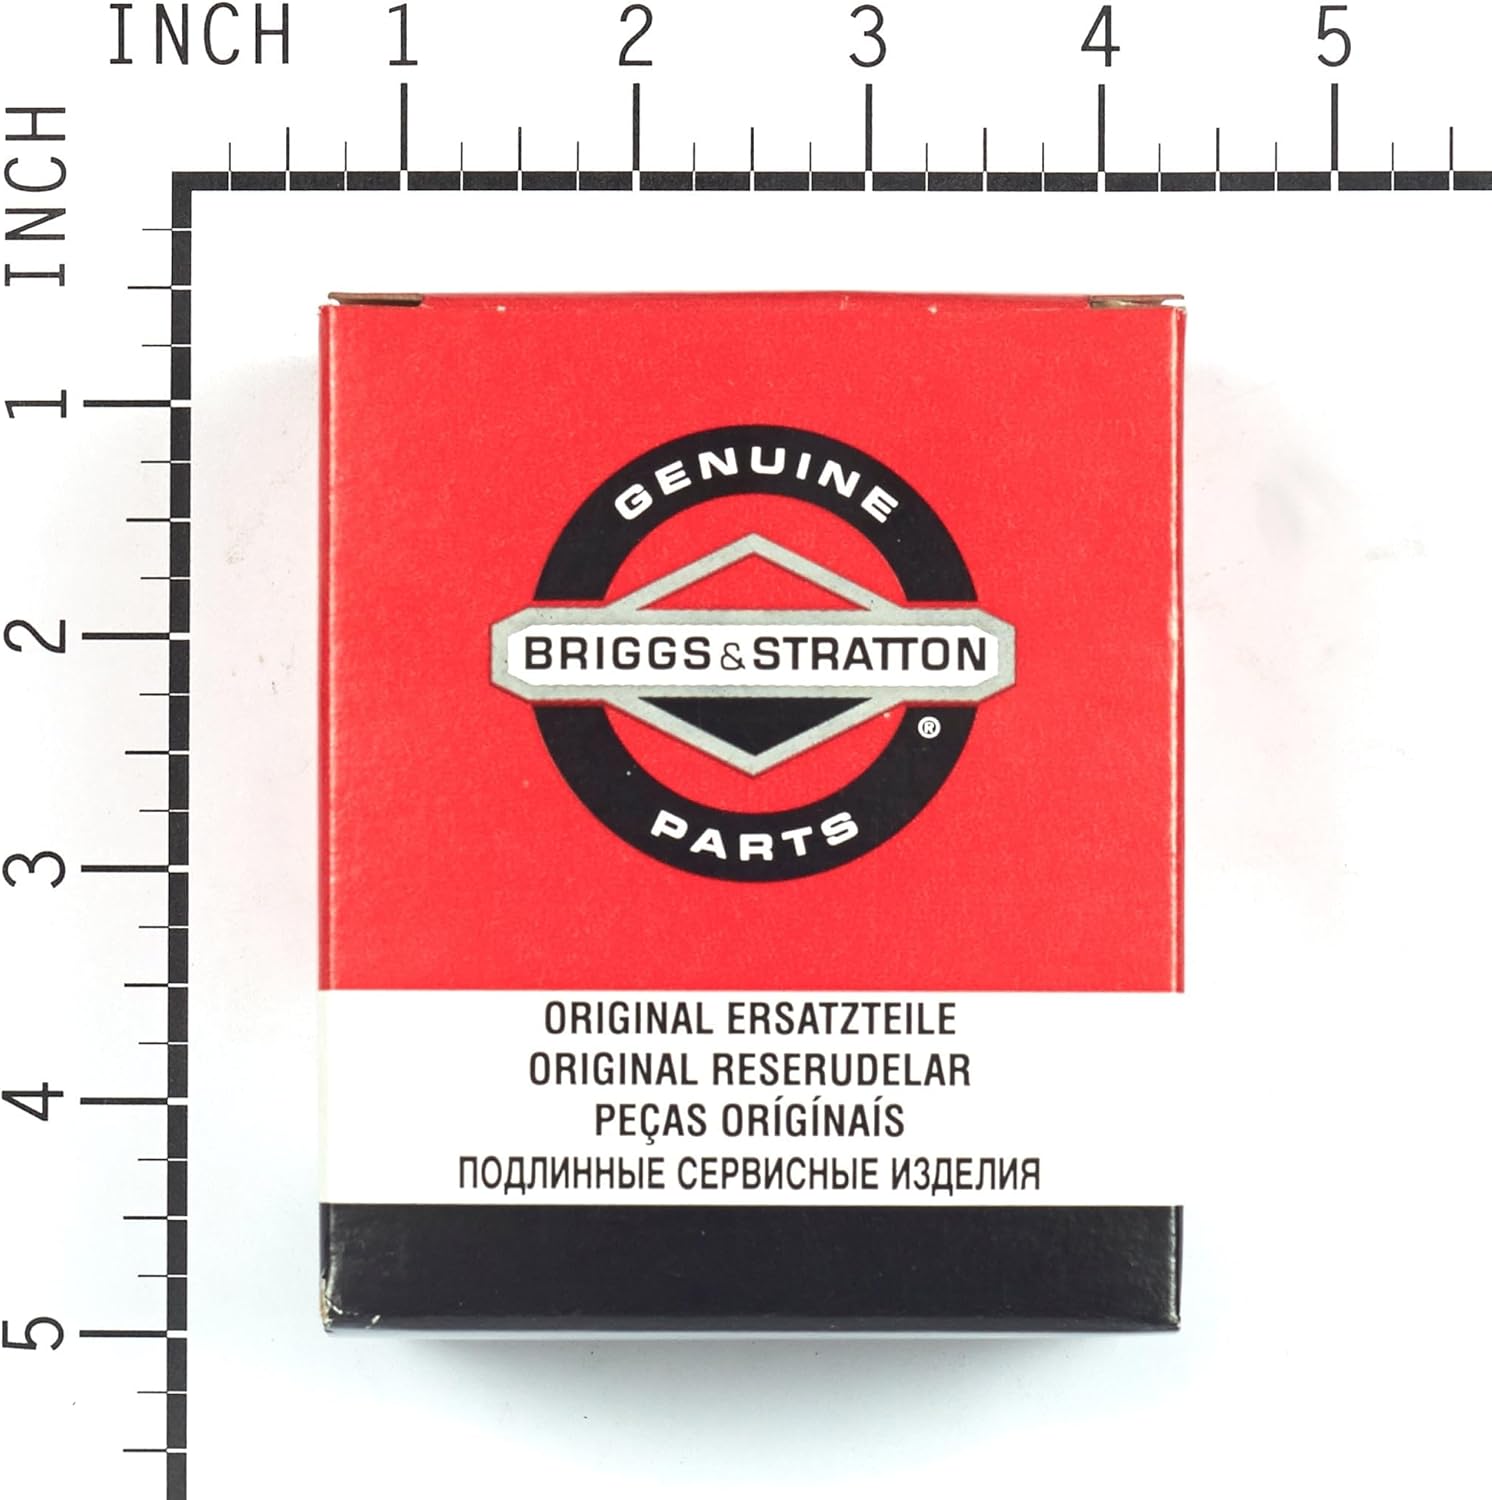 INCH 1 2 3 4 5
INCH
1
2
3
4
5
GENUINE
BRIGGS & STRATTON
®
PARTS
ORIGINAL ERSATZTEILE
ORIGINAL RESERUDELAR
PEÇAS ORÍGÍNAÍS
ПОДЛИННЫЕ СЕРВИСНЫЕ ИЗДЕЛИЯ